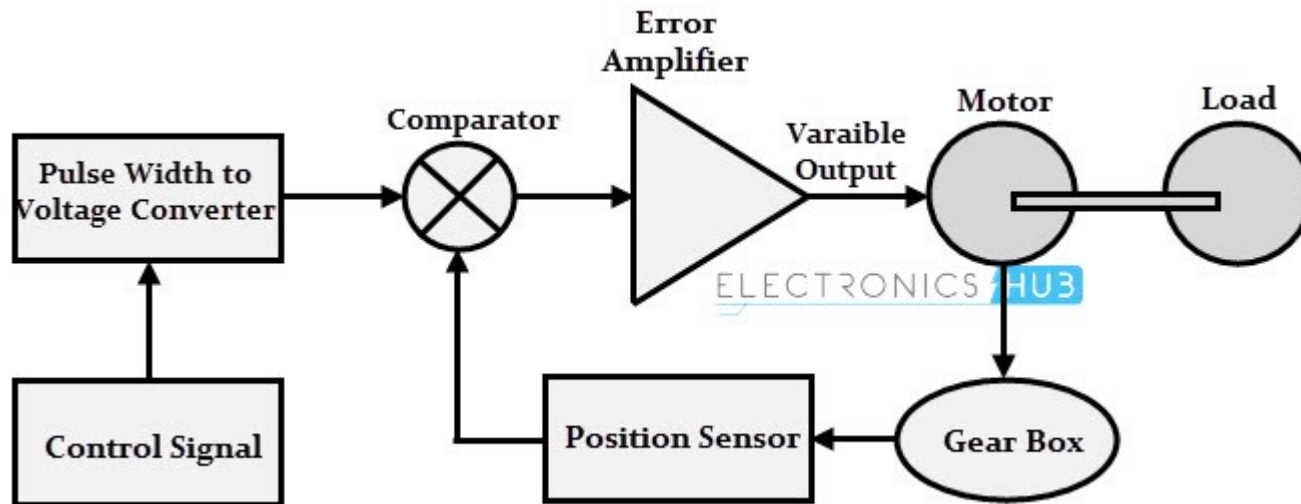 Error
Amplifier
Motor
Load
Comparator
Varaible
Output
Pulse Width to
Voltage Converter
ELECTRONICS HUB
Control Signal
Position Sensor
Gear Box